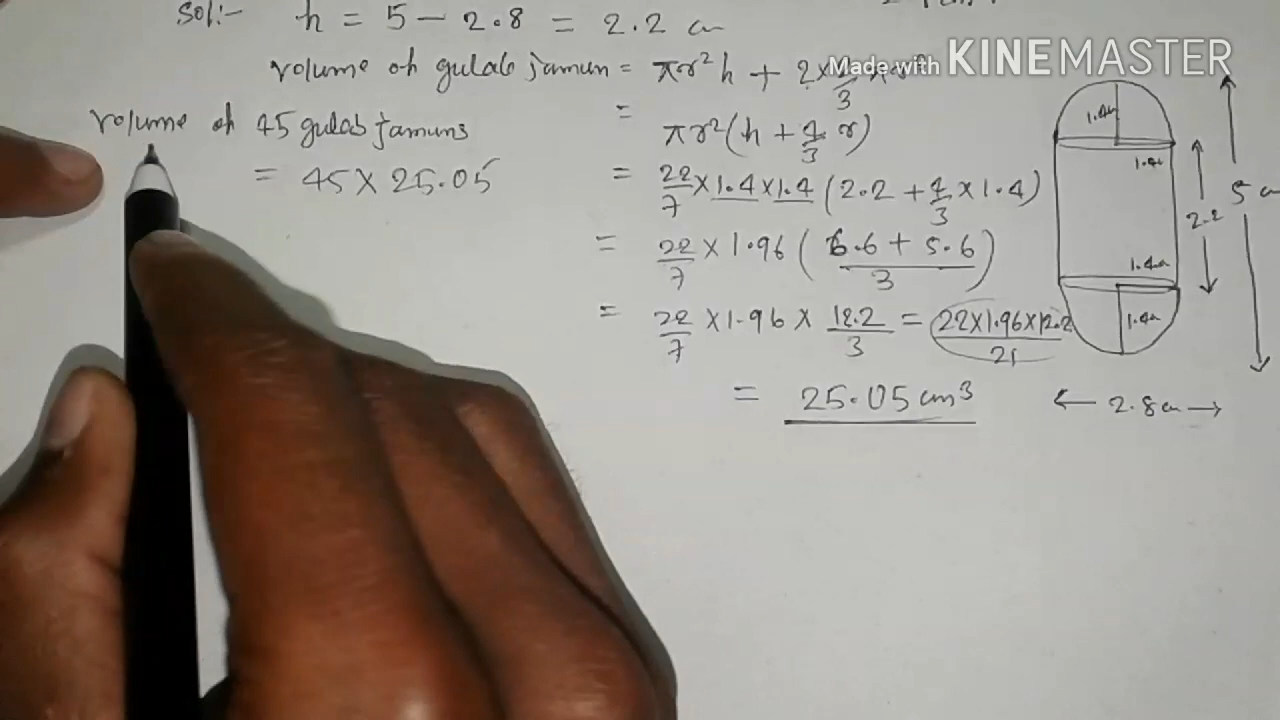 Sol:- h = 5 - 2.8 = 2.2 cm
volume of gulab jamun = πr²h + 2×
Made with KINEMASTER
volume of 45 gulab jamuns
= 45 × 25.05
= πr²(h + 4/3 r)
= 22/7 × 1.4 × 1.4 (2.2 + 4/3 × 1.4)
= 22/7 × 1.96 ( 6.6 + 5.6 / 3 )
= 22/7 × 1.96 × 12.2/3 = 22×1.96×12.2 / 21
= 25.05 cm³
1.4
1.4
5 cm
2.2
1.4
1.4
2.8 cm